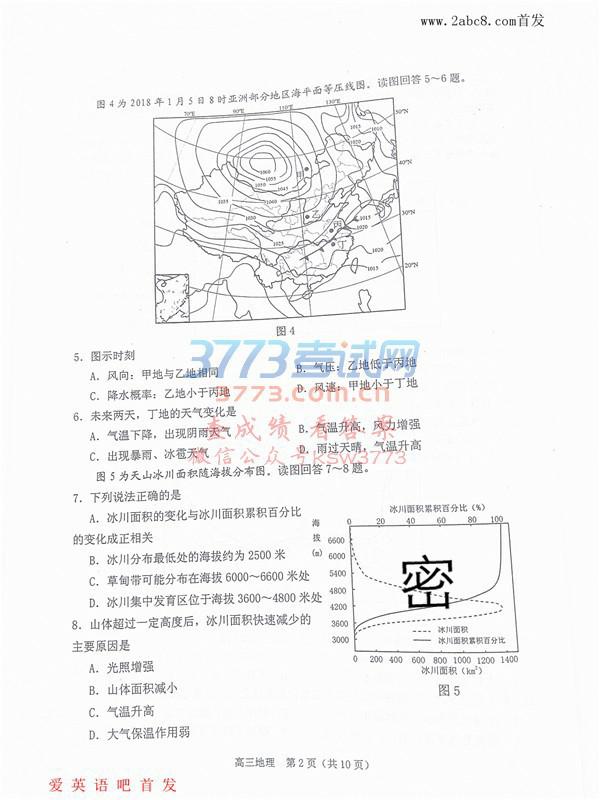 www.2abc8.com首发
图 4 为 2018 年 1 月 5 日 8 时亚洲部分地区海平面等压线图。读图回答 5～6 题。
70°E 90°E 110°E 130°E 150°E 50°N
1015
1010
1015
1020
40°N
1060
1055
1050
1045
甲
1025
1020
1030
乙
丙
1015
1020
30°N
1025
丁
1020
1015
20°N
图 4
5. 图示时刻
A. 风向：甲地与乙地相同
B. 气压：乙地低于丙地
C. 降水概率：乙地小于丙地
D. 风速：甲地小于丁地
6. 未来两天，丁地的天气变化是
A. 气温下降，出现阴雨天气
B. 气温升高，风力增强
C. 出现暴雨、冰雹天气
D. 雨过天晴，气温升高
3773考试网
3773.com.cn
查成绩 看答案
微信公众号ksw3773
图 5 为天山冰川面积随海拔分布图。读图回答 7～8 题。
7. 下列说法正确的是
A. 冰川面积的变化与冰川面积累积百分比
的变化成正相关
B. 冰川分布最低处的海拔约为 2500 米
C. 草甸带可能分布在海拔 6000～6600 米处
D. 冰川集中发育区位于海拔 3600～4800 米处
8. 山体超过一定高度后，冰川面积快速减少的
主要原因是
A. 光照增强
B. 山体面积减小
C. 气温升高
D. 大气保温作用弱
冰川面积累积百分比（%）
0 20 40 60 80 100
海拔(m)
6600
6000
5400
4800
4200
3600
3000
密
冰川面积
冰川面积累积百分比
0 200 400 600 800 1000 1200 1400
冰川面积（km²）
图 5
高三地理 第 2 页（共 10 页）
爱英语吧首发